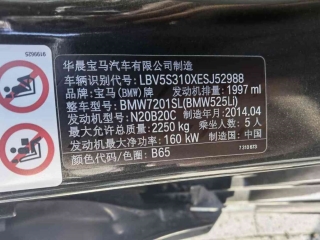 华晨宝马汽车有限公司制造
车辆识别代号:LBV5S310XESJ52988
品牌:宝马(BMW)牌 发动机排量:1997 ml
整车型号:BMW7201SL(BMW525Li)
发动机型号:N20B20C 制造年月:2014.04
最大允许总质量:2250 kg 乘坐人数:5 人
发动机最大净功率:160 kW 制造国:中国
颜色代码/色圈:B65